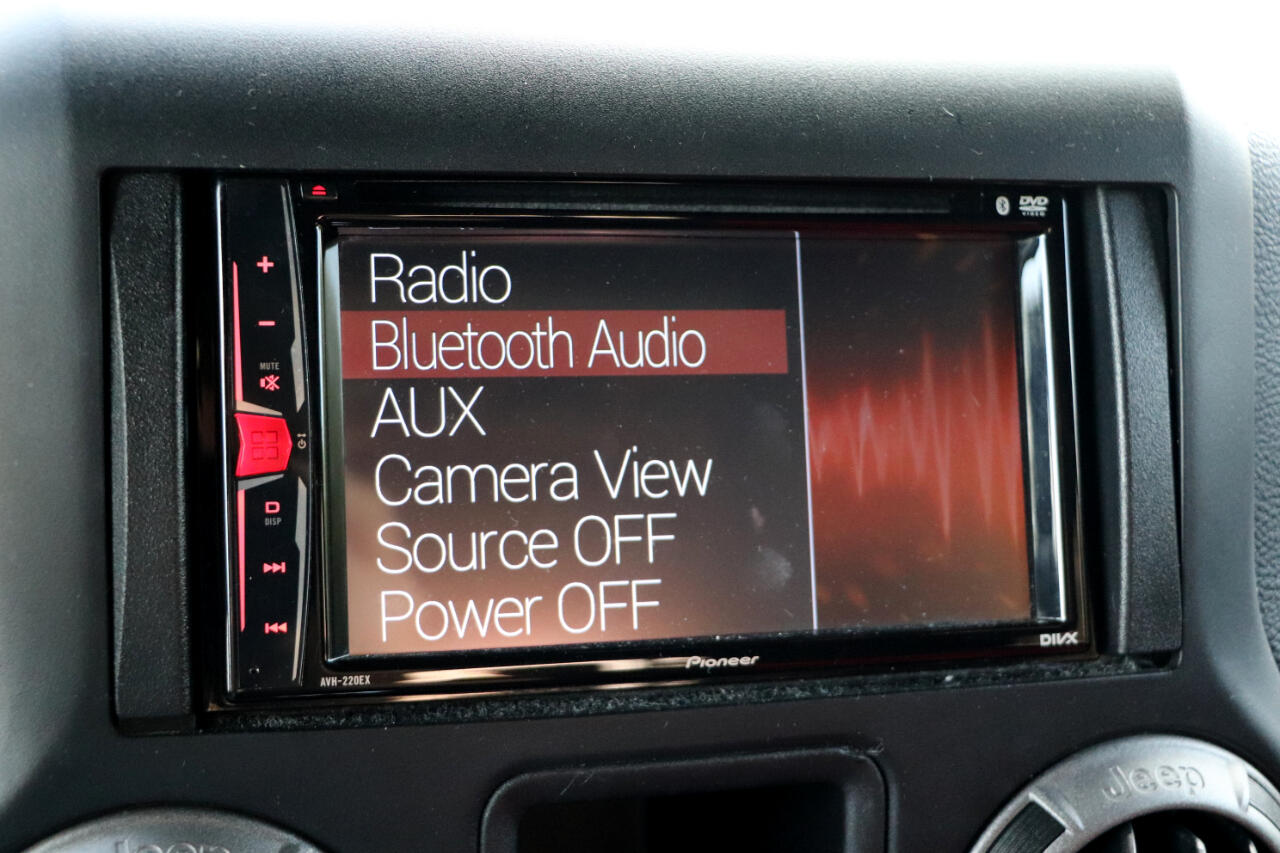 DVD
VIDEO
Radio
Bluetooth Audio
AUX
Camera View
Source OFF
Power OFF
+
-
MUTE
D
DISP
AVH-220EX
Pioneer
DIVX
Jeep
Jeep